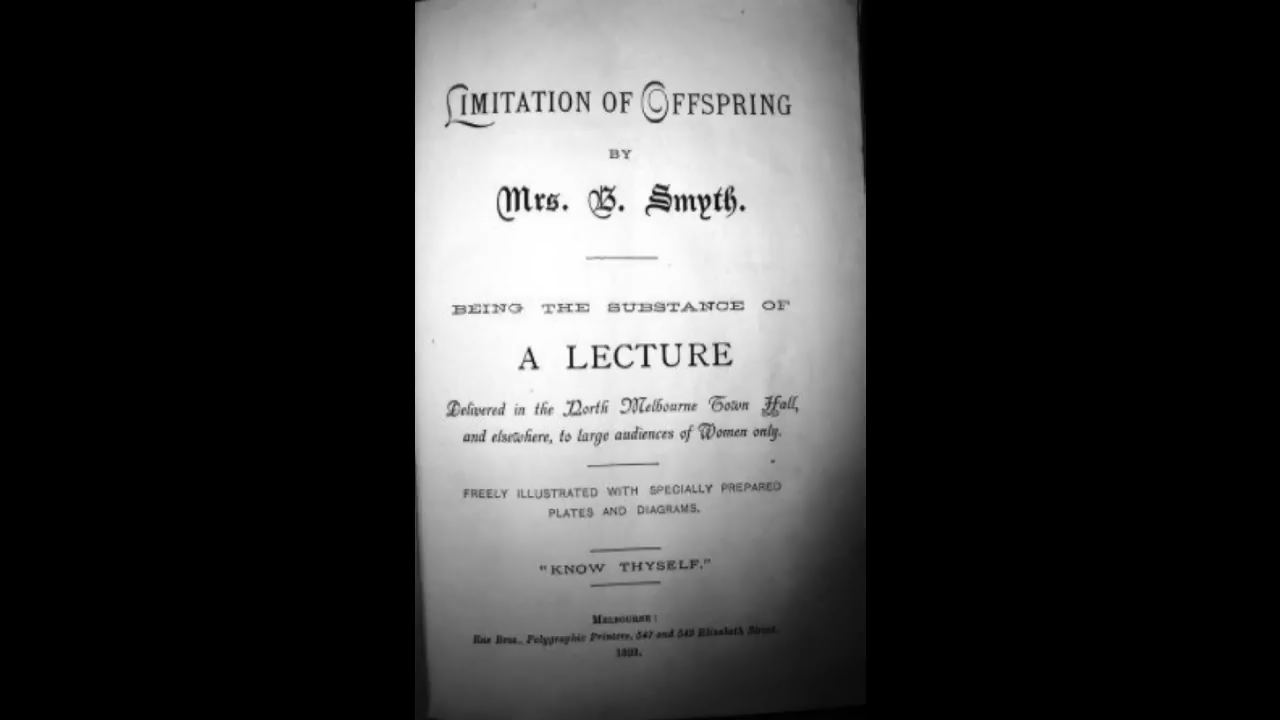 LIMITATION OF OFFSPRING
BY
Mrs. B. Smyth.
BEING THE SUBSTANCE OF
A LECTURE
Delivered in the North Melbourne Town Hall,
and elsewhere, to large audiences of Women only.
FREELY ILLUSTRATED WITH SPECIALLY PREPARED
PLATES AND DIAGRAMS.
"KNOW THYSELF."
MELBOURNE:
Rae Bros., Polygraphic Printers, 547 and 549 Elizabeth Street.
1893.